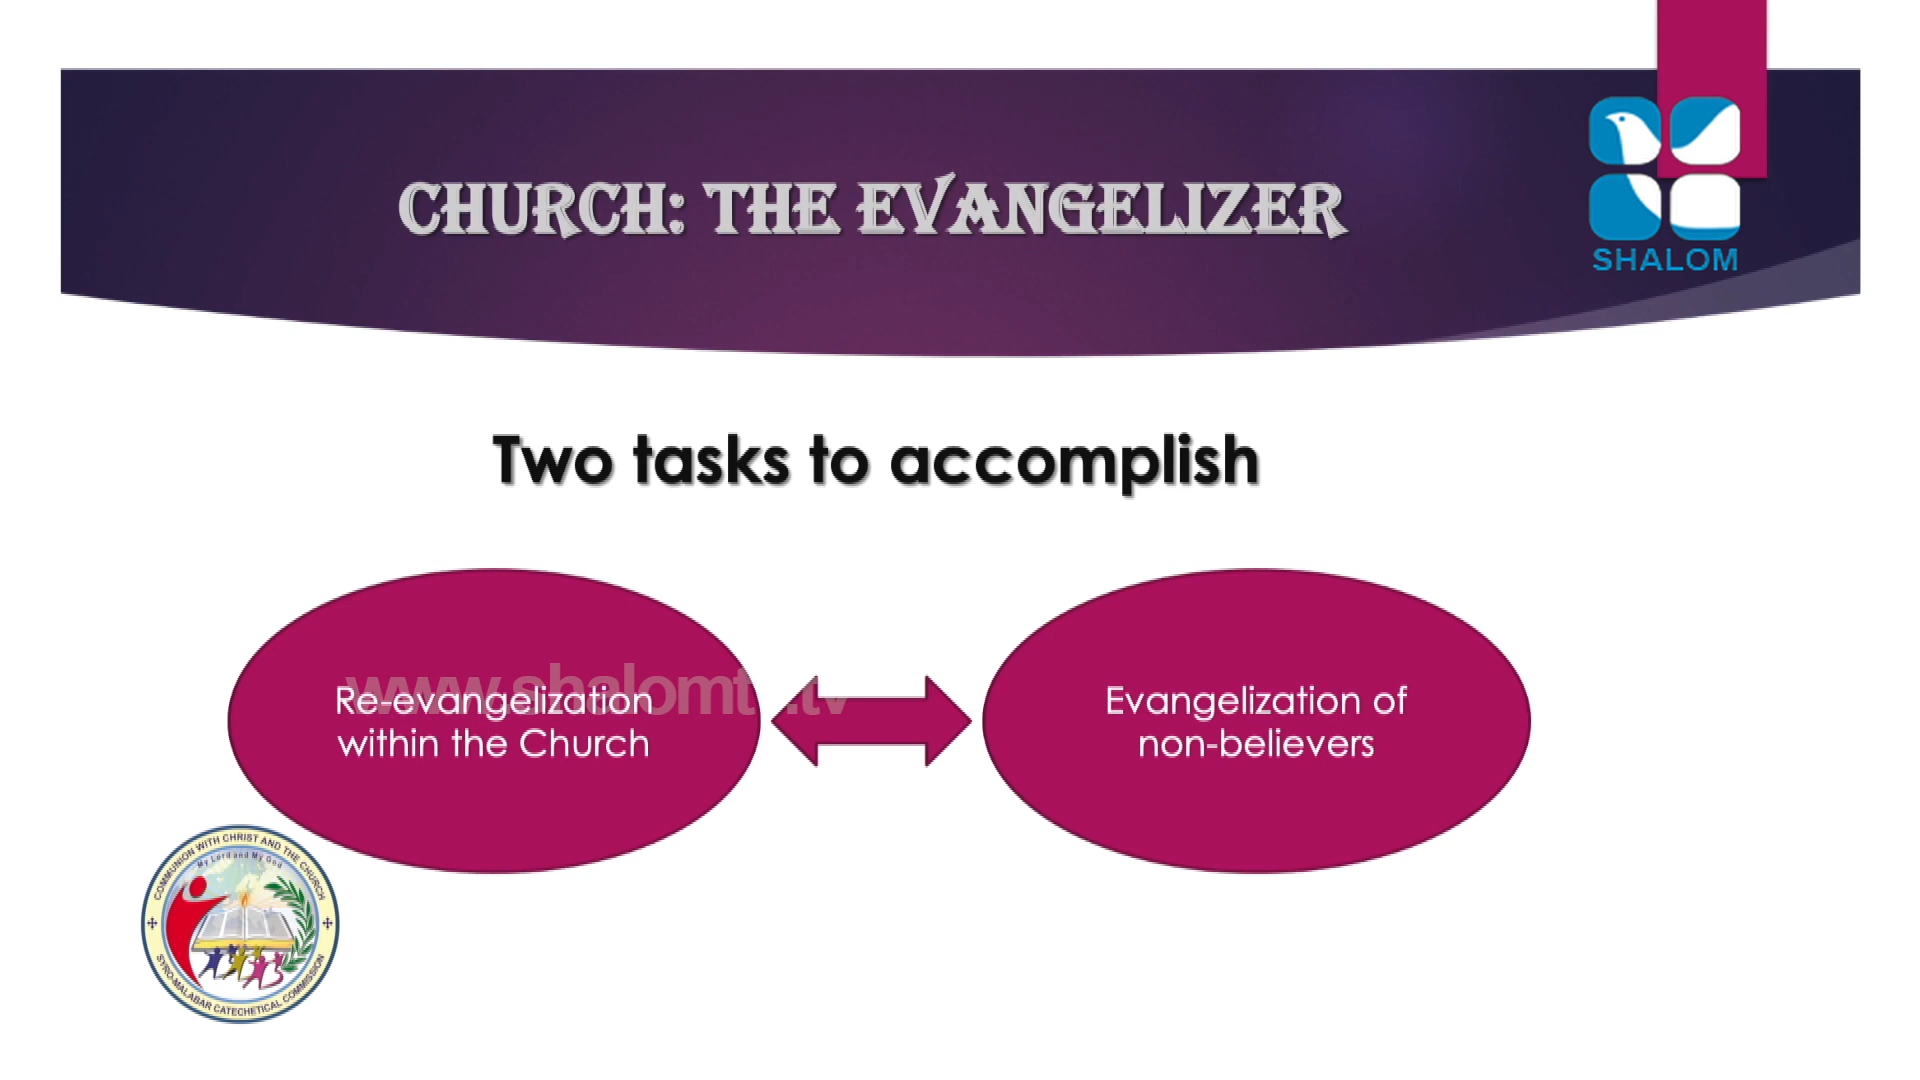 CHURCH: THE EVANGELIZER
SHALOM
Two tasks to accomplish
www.shalomtv.tv
Re-evangelization
within the Church
Evangelization of
non-believers
COMMUNION WITH CHRIST AND THE CHURCH
My Lord and My God
SYRO-MALABAR CATECHETICAL COMMISSION